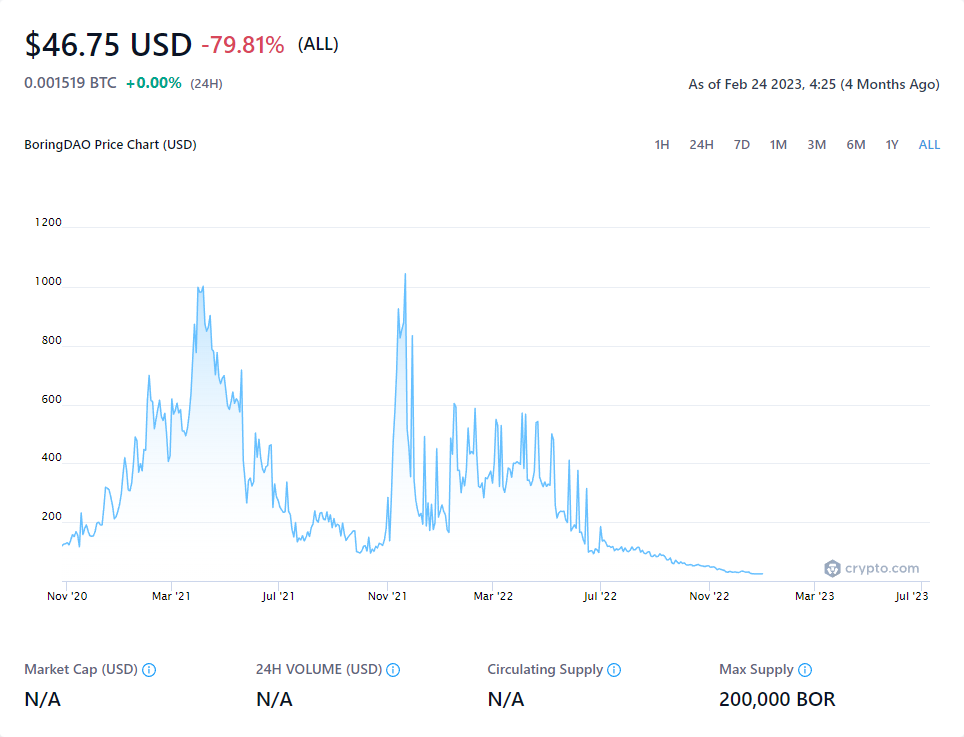 $46.75 USD -79.81% (ALL)
0.001519 BTC +0.00% (24H)
As of Feb 24 2023, 4:25 (4 Months Ago)
BoringDAO Price Chart (USD)
1H 24H 7D 1M 3M 6M 1Y ALL
1200
1000
800
600
400
200
crypto.com
Nov '20 Mar '21 Jul '21 Nov '21 Mar '22 Jul '22 Nov '22 Mar '23 Jul '23
Market Cap (USD) 24H VOLUME (USD) Circulating Supply Max Supply
N/A N/A N/A 200,000 BOR